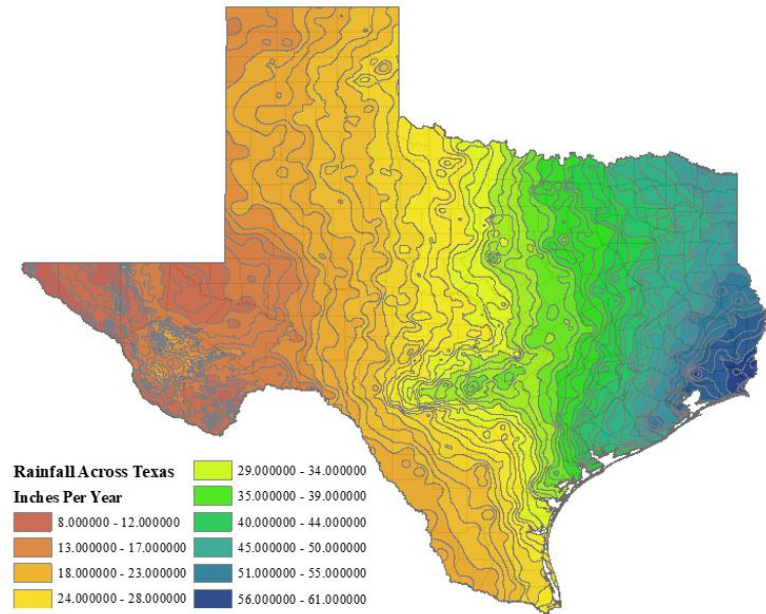 Rainfall Across Texas
Inches Per Year
8.000000 - 12.000000
13.000000 - 17.000000
18.000000 - 23.000000
24.000000 - 28.000000
29.000000 - 34.000000
35.000000 - 39.000000
40.000000 - 44.000000
45.000000 - 50.000000
51.000000 - 55.000000
56.000000 - 61.000000